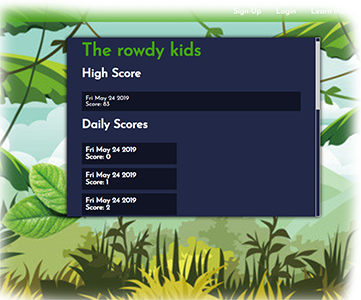 Sign Up Login Learn
The rowdy kids
High Score
Fri May 24 2019
Score: 83
Daily Scores
Fri May 24 2019
Score: 0
Fri May 24 2019
Score: 1
Fri May 24 2019
Score: 2